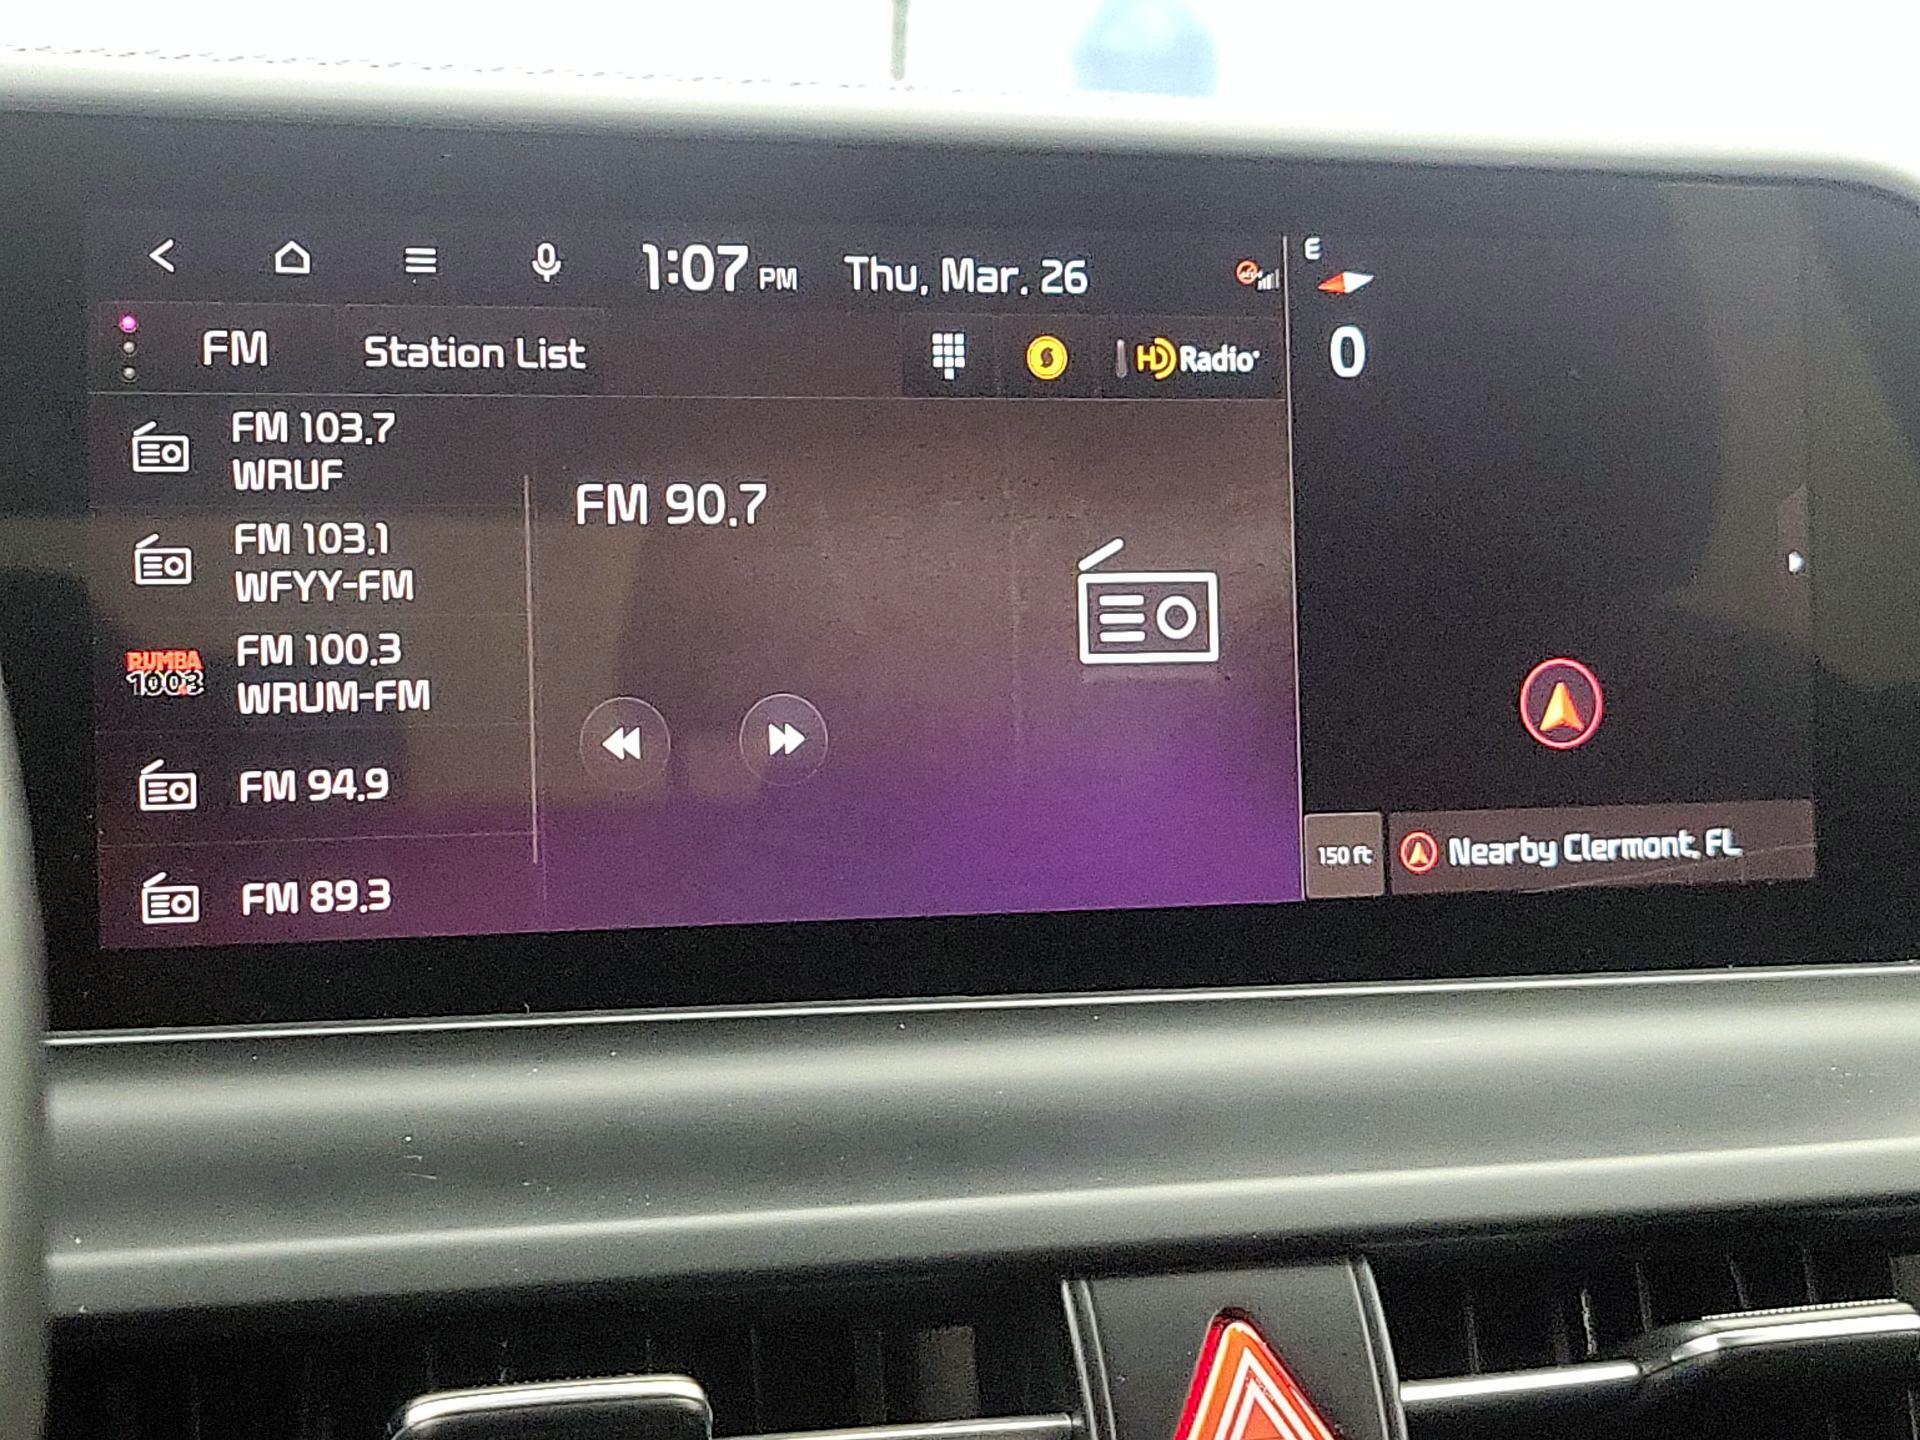 1:07 PM Thu, Mar. 26
E
FM Station List
HD Radio
0
FM 103.7
WRUF
FM 103.1
WFYY-FM
RUMBA
100.3
FM 100.3
WRUM-FM
FM 94.9
FM 89.3
FM 90.7
150 ft
Nearby Clermont, FL